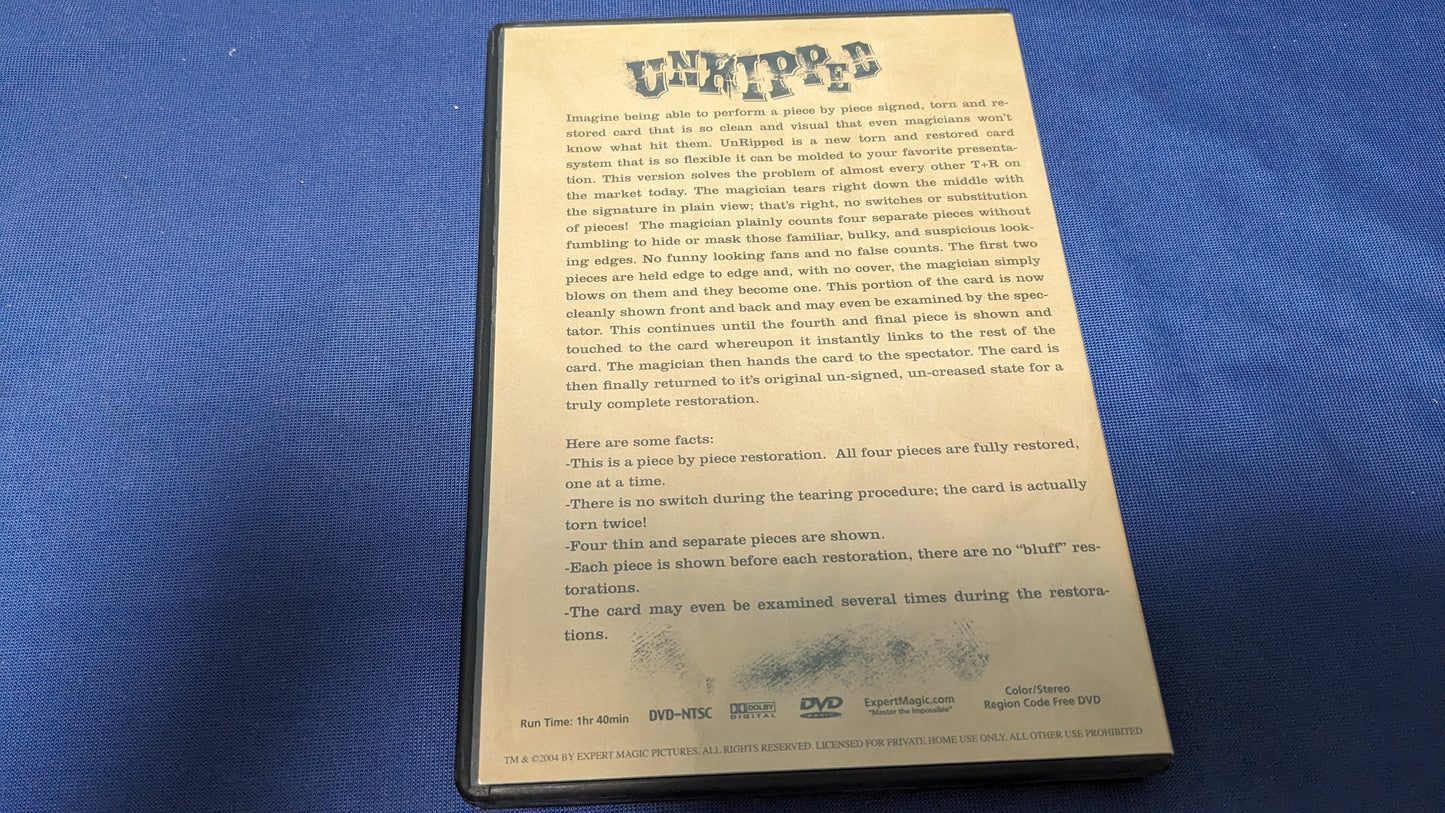 UNRIPPED
Imagine being able to perform a piece by piece signed, torn and re-
stored card that is so clean and visual that even magicians won't
know what hit them. UnRipped is a new torn and restored card
system that is so flexible it can be molded to your favorite presenta-
tion. This version solves the problem of almost every other T+R on
the market today. The magician tears right down the middle with
the signature in plain view; that's right, no switches or substitution
of pieces! The magician plainly counts four separate pieces without
fumbling to hide or mask those familiar, bulky, and suspicious look-
ing edges. No funny looking fans and no false counts. The first two
pieces are held edge to edge and, with no cover, the magician simply
blows on them and they become one. This portion of the card is now
cleanly shown front and back and may even be examined by the spec-
tator. This continues until the fourth and final piece is shown and
touched to the card whereupon it instantly links to the rest of the
card. The magician then hands the card to the spectator. The card is
then finally returned to it's original un-signed, un-creased state for a
truly complete restoration.
Here are some facts:
-This is a piece by piece restoration. All four pieces are fully restored,
one at a time.
-There is no switch during the tearing procedure; the card is actually
torn twice!
-Four thin and separate pieces are shown.
-Each piece is shown before each restoration, there are no "bluff" res-
torations.
-The card may even be examined several times during the restora-
tions.
Run Time: 1hr 40min
DVD-NTSC
DOLBY
DIGITAL
DVD
ExpertMagic.com
"Master the Impossible"
Color/Stereo
Region Code Free DVD
TM & ©2004 BY EXPERT MAGIC PICTURES. ALL RIGHTS RESERVED. LICENSED FOR PRIVATE HOME USE ONLY. ALL OTHER USE PROHIBITED